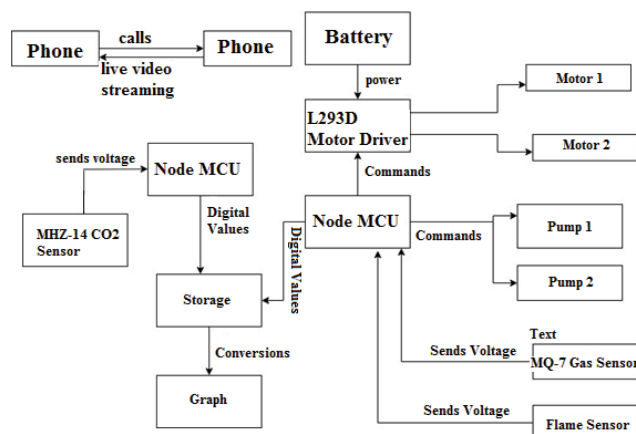 Phone
calls
Phone
live video
streaming
Battery
power
L293D
Motor Driver
Motor 1
Motor 2
Commands
sends voltage
Node MCU
MHZ-14 CO2
Sensor
Digital
Values
Node MCU
Commands
Pump 1
Pump 2
Digital Values
Storage
Conversions
Graph
Text
Sends Voltage
MQ-7 Gas Sensor
Sends Voltage
Flame Sensor